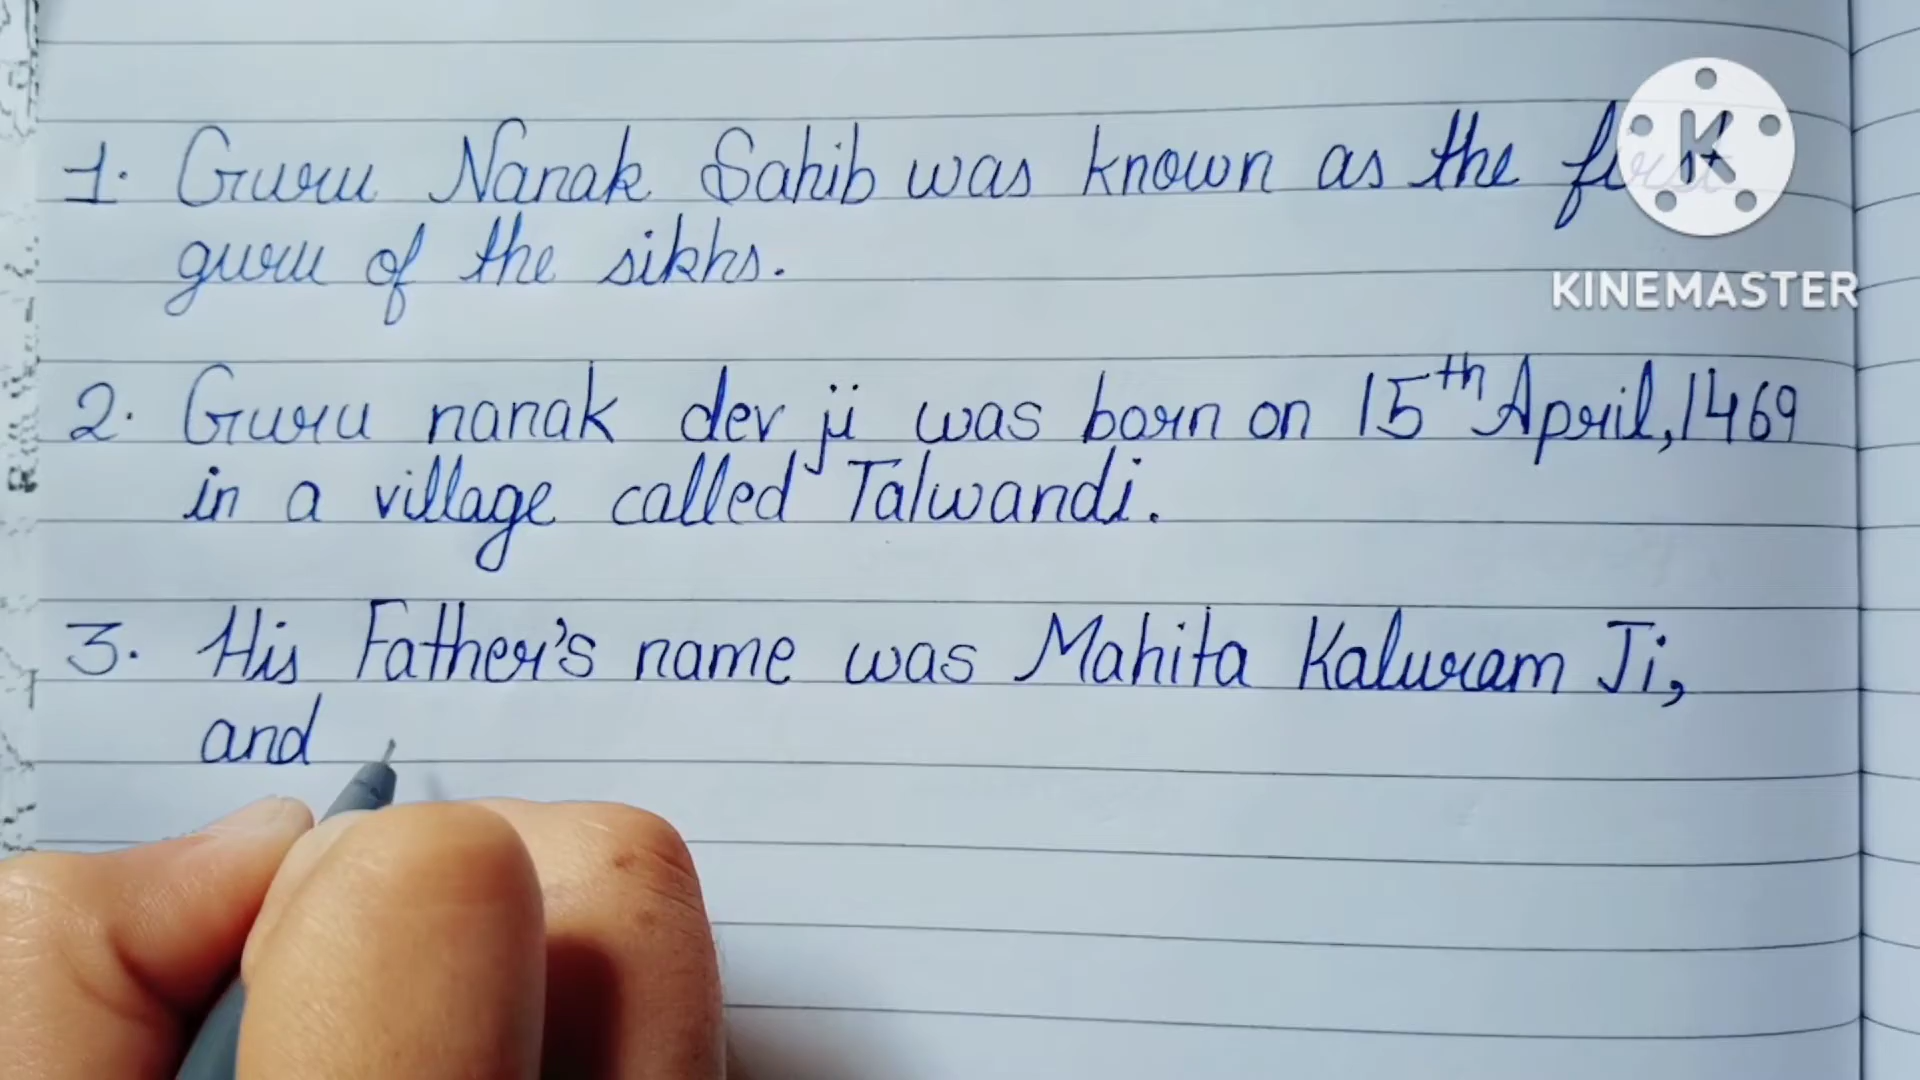 1. Guru Nanak Sahib was known as the first
guru of the sikhs.
KINEMASTER
2. Guru nanak dev ji was born on 15th April, 1469
in a village called Talwandi.
3. His Father's name was Mahita Kaluram Ji,
and